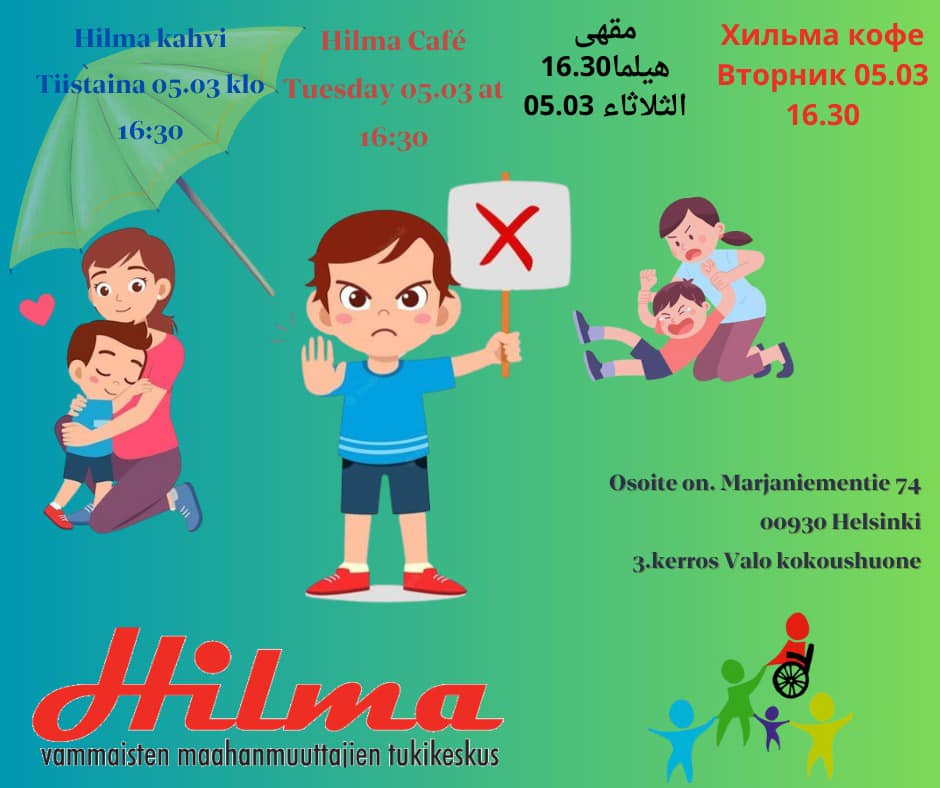 Hilma kahvi
Tiistaina 05.03 klo
16:30
Hilma Café
Tuesday 05.03 at
16:30
مقهى
هيلما16.30
الثلاثاء 05.03
Хильма кофе
Вторник 05.03
16.30
Osoite on. Marjaniementie 74
00930 Helsinki
3.kerros Valo kokoushuone
Hilma
vammaisten maahanmuuttajien tukikeskus